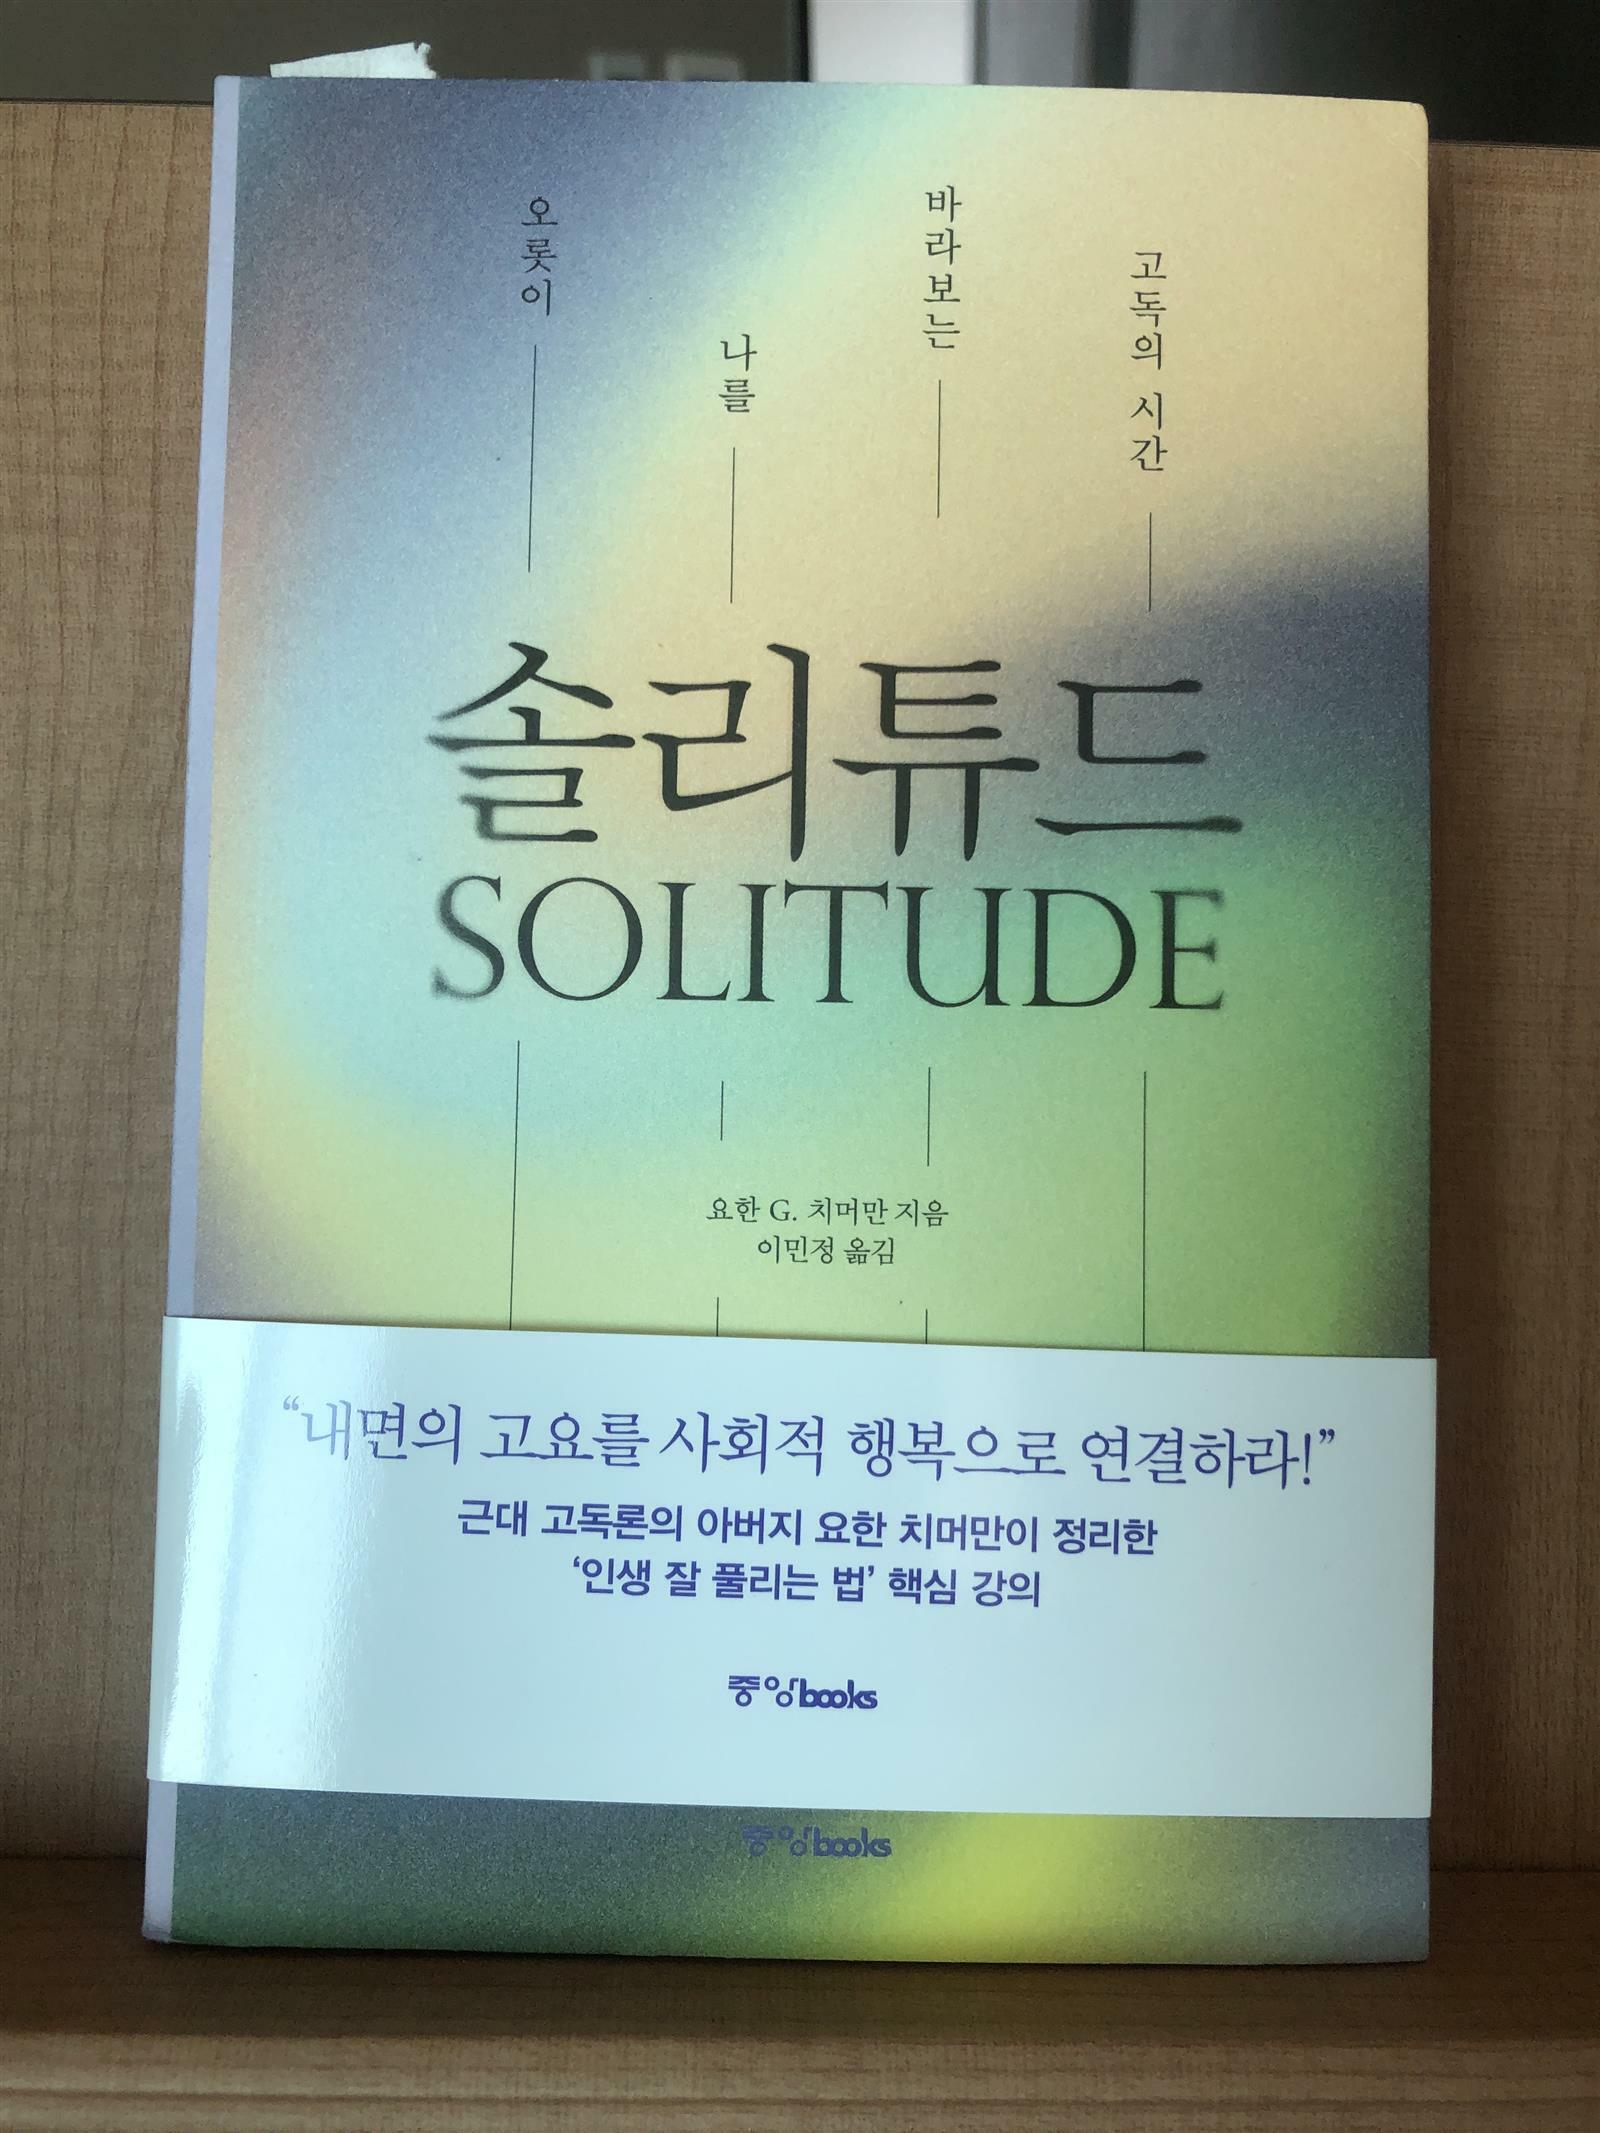 오롯이
나를
바라보는
고독의 시간
솔리튜드
SOLITUDE
요한 G. 치머만 지음
이민정 옮김
“내면의 고요를 사회적 행복으로 연결하라!”
근대 고독론의 아버지 요한 치머만이 정리한
‘인생 잘 풀리는 법’ 핵심 강의
중앙books
중앙books